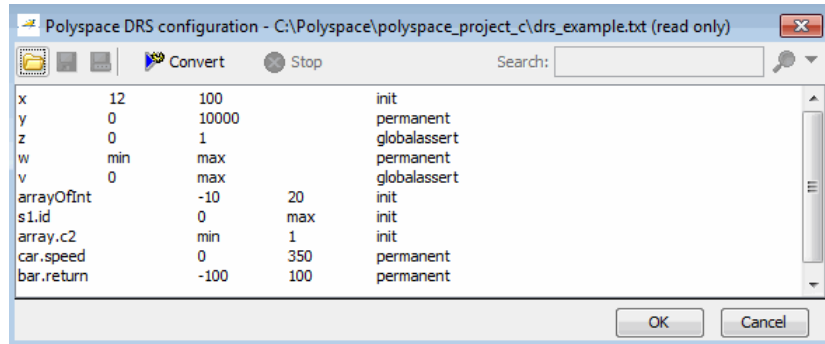 Polyspace DRS configuration - C:\Polyspace\polyspace_project_c\drs_example.txt (read only)
Convert Stop Search:
x 12 100 init
y 0 10000 permanent
z 0 1 globalassert
w min max permanent
v 0 max globalassert
arrayOfInt -10 20 init
s1.id 0 max init
array.c2 min 1 init
car.speed 0 350 permanent
bar.return -100 100 permanent
OK Cancel